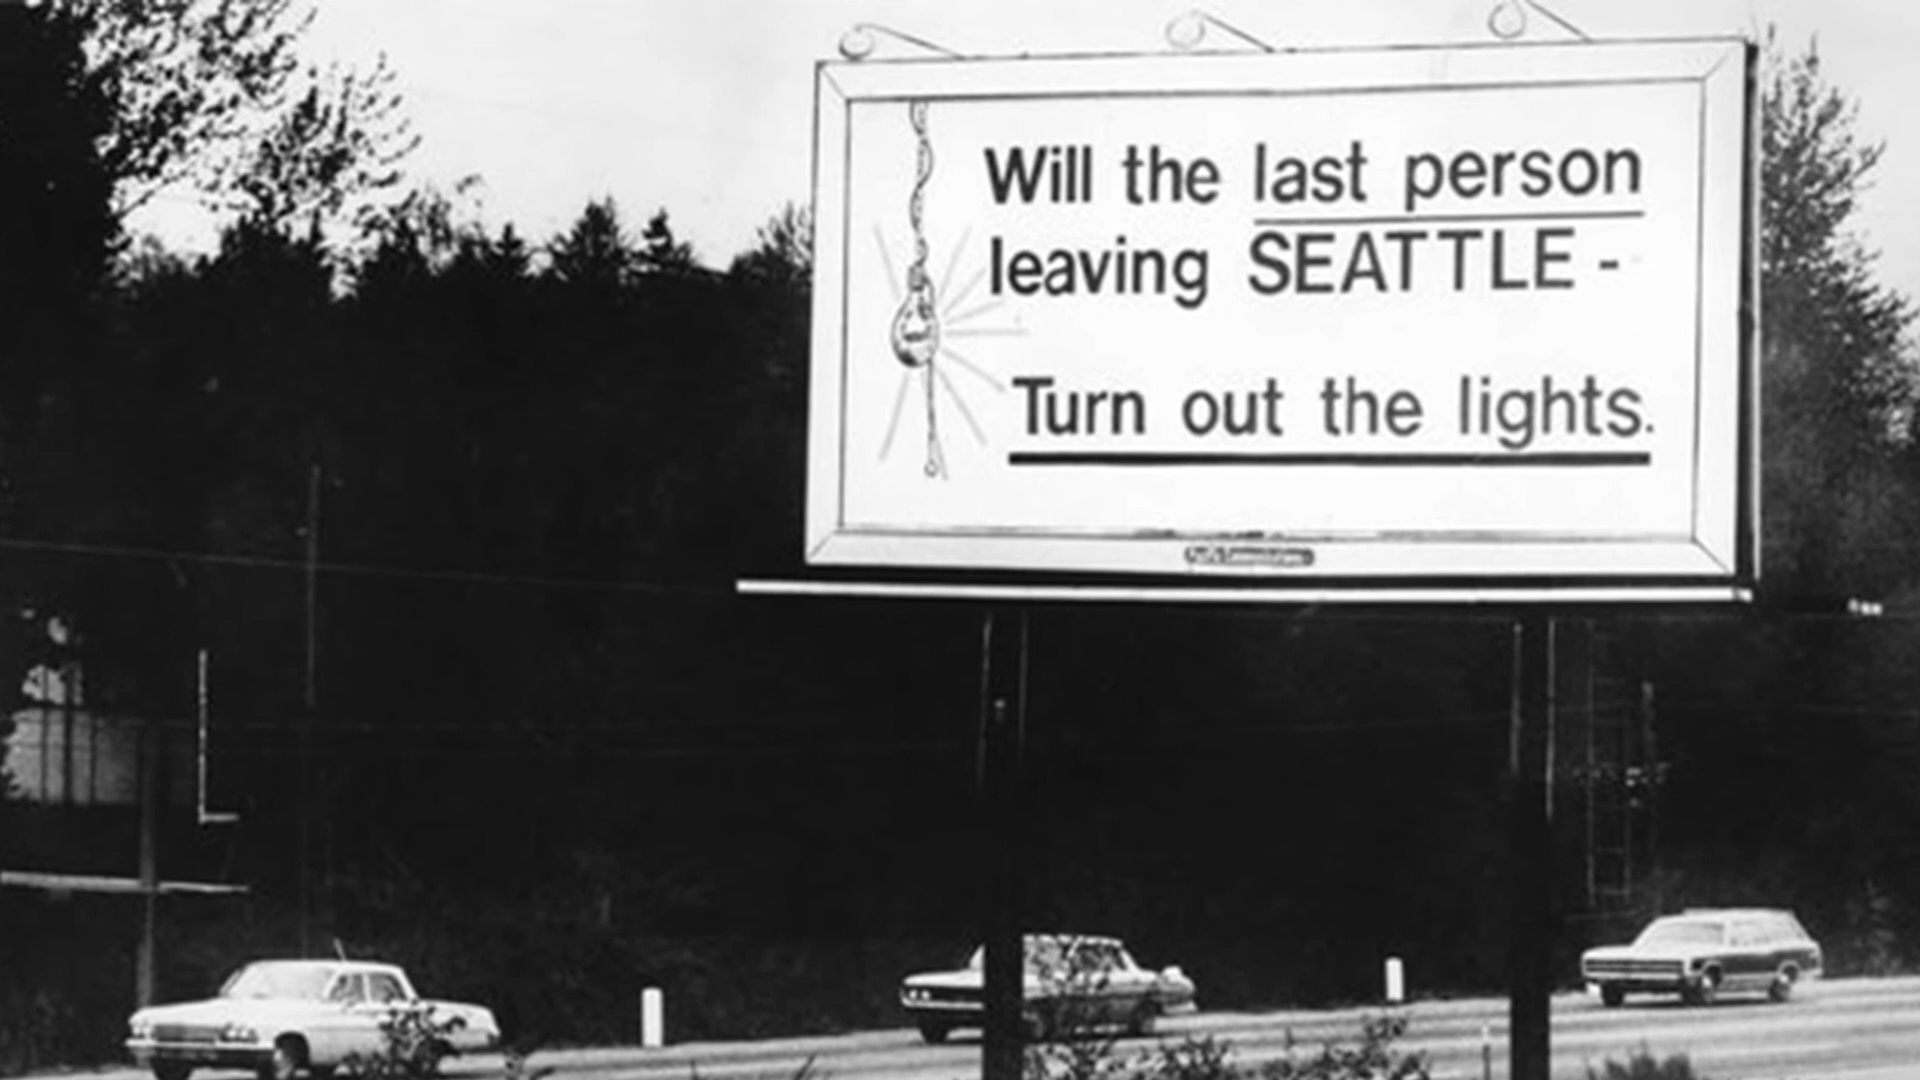 Will the last person
leaving SEATTLE -
Turn out the lights.